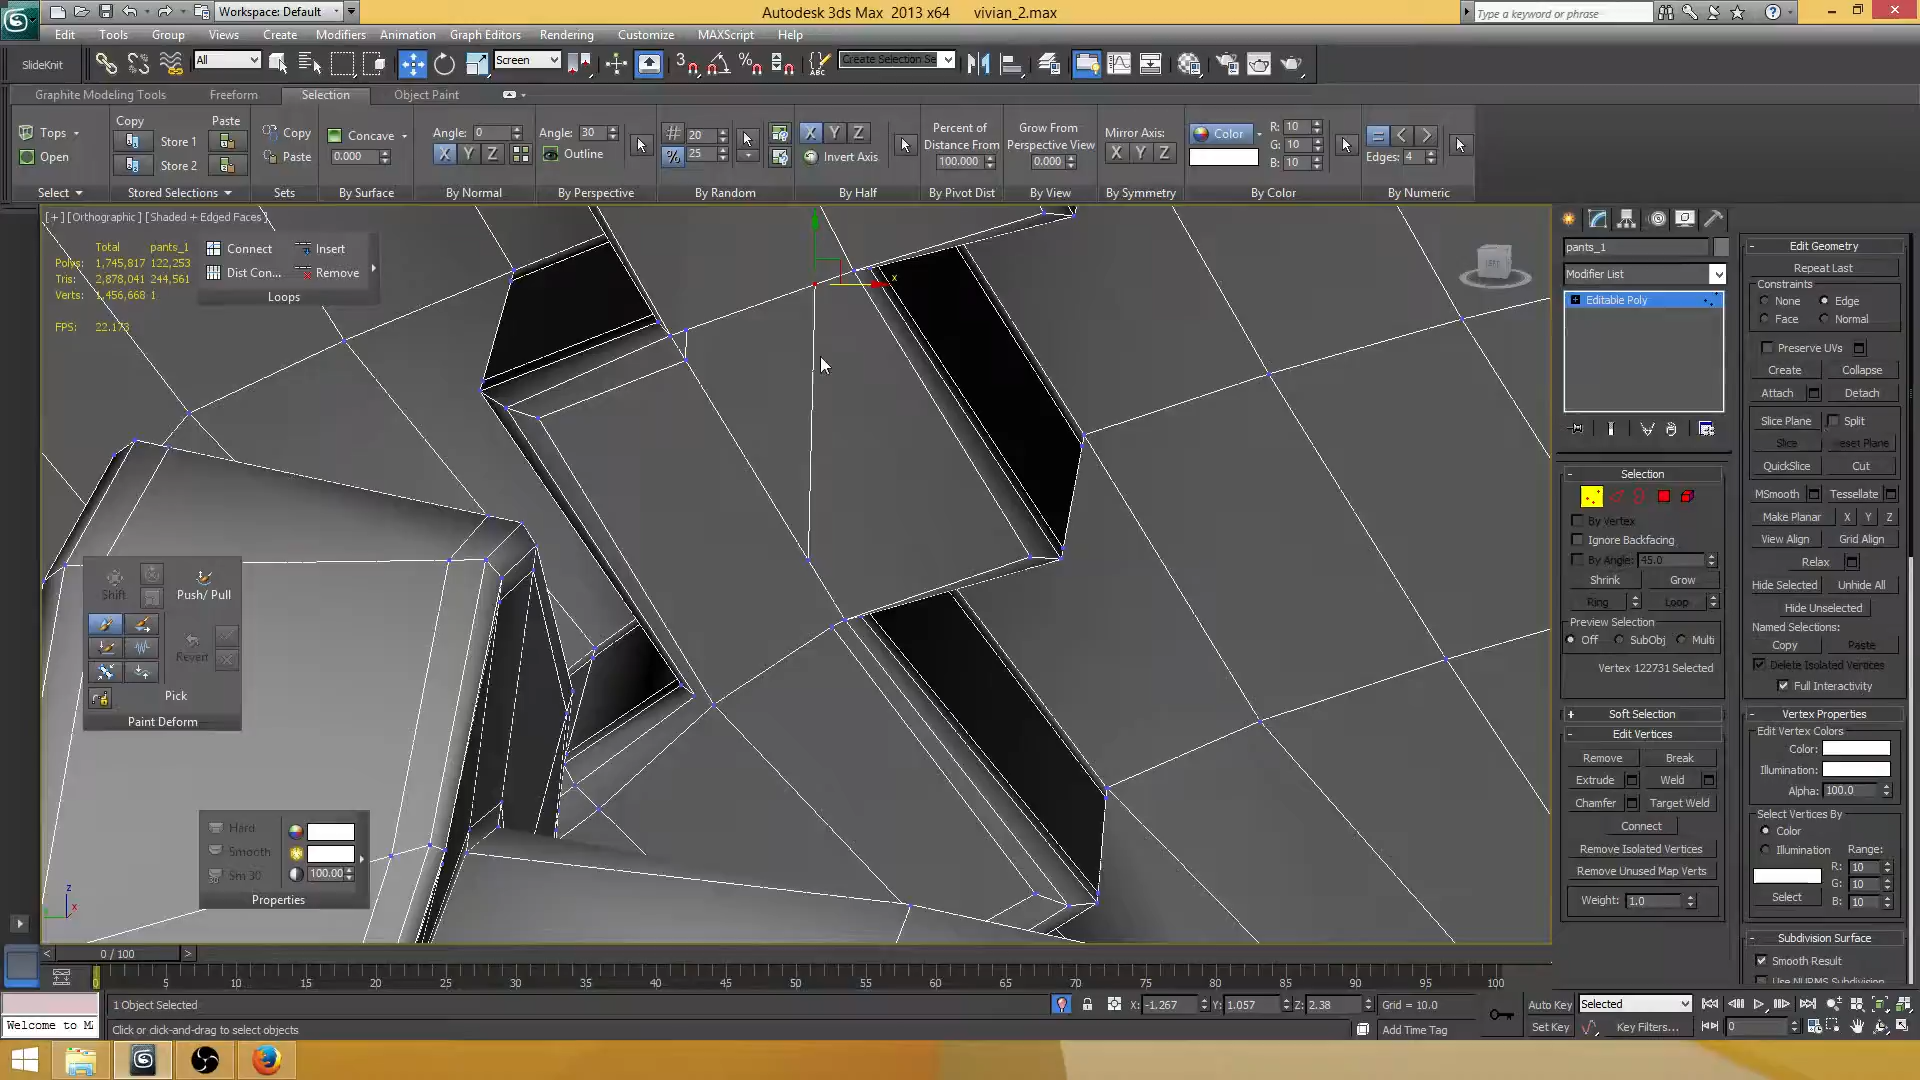 Workspace: Default
Autodesk 3ds Max 2013 x64 vivian_2.max
Type a keyword or phrase
Edit Tools Group Views Create Modifiers Animation Graph Editors Rendering Customize MAXScript Help
SlideKnit All Screen Create Selection Se
Graphite Modeling Tools Freeform Selection Object Paint
Copy Paste
Tops
Open
Store 1
Store 2
Copy
Paste
Concave
0.000
Angle: 0
X Y Z
Angle: 30
Outline
20
25
X Y Z
Invert Axis
Percent of
Distance From
100.000
Grow From
Perspective View
0.000
Mirror Axis:
X Y Z
Color
R: 10
G: 10
B: 10
Edges: 4
Select Stored Selections Sets By Surface By Normal By Perspective By Random By Half By Pivot Dist By View By Symmetry By Color By Numeric
[+] [Orthographic] [Shaded + Edged Faces]
Total pants_1
Polys: 1,745,817 122,253
Tris: 2,878,041 244,561
Verts: 1,456,668 1
FPS: 22.173
Connect Insert
Dist Con... Remove
Loops
x
Shift Push/ Pull
Revert
Pick
Paint Deform
Hard
Smooth
Sm 30 100.00
Properties
z
x
pants_1
Modifier List
Editable Poly
Selection
By Vertex
Ignore Backfacing
By Angle: 45.0
Shrink Grow
Ring Loop
Preview Selection
Off SubObj Multi
Vertex 122731 Selected
Soft Selection
Edit Vertices
Remove Break
Extrude Weld
Chamfer Target Weld
Connect
Remove Isolated Vertices
Remove Unused Map Verts
Weight: 1.0
Edit Geometry
Repeat Last
Constraints
None Edge
Face Normal
Preserve UVs
Create Collapse
Attach Detach
Slice Plane Split
Slice eset Plane
QuickSlice Cut
MSmooth Tessellate
Make Planar X Y Z
View Align Grid Align
Relax
Hide Selected Unhide All
Hide Unselected
Named Selections:
Copy Paste
Delete Isolated Vertices
Full Interactivity
Vertex Properties
Edit Vertex Colors
Color:
Illumination:
Alpha: 100.0
Select Vertices By
Color
Illumination Range:
R: 10
G: 10
Select B: 10
Subdivision Surface
Smooth Result
Use NURMS Subdivision
< 0 / 100 >
0 5 10 15 20 25 30 35 40 45 50 55 60 65 70 75 80 85 90 95 100
1 Object Selected X: -1.267 Y: 1.057 Z: 2.38 Grid = 10.0 Auto Key Selected
Welcome to M Click or click-and-drag to select objects Add Time Tag Set Key Key Filters... 0